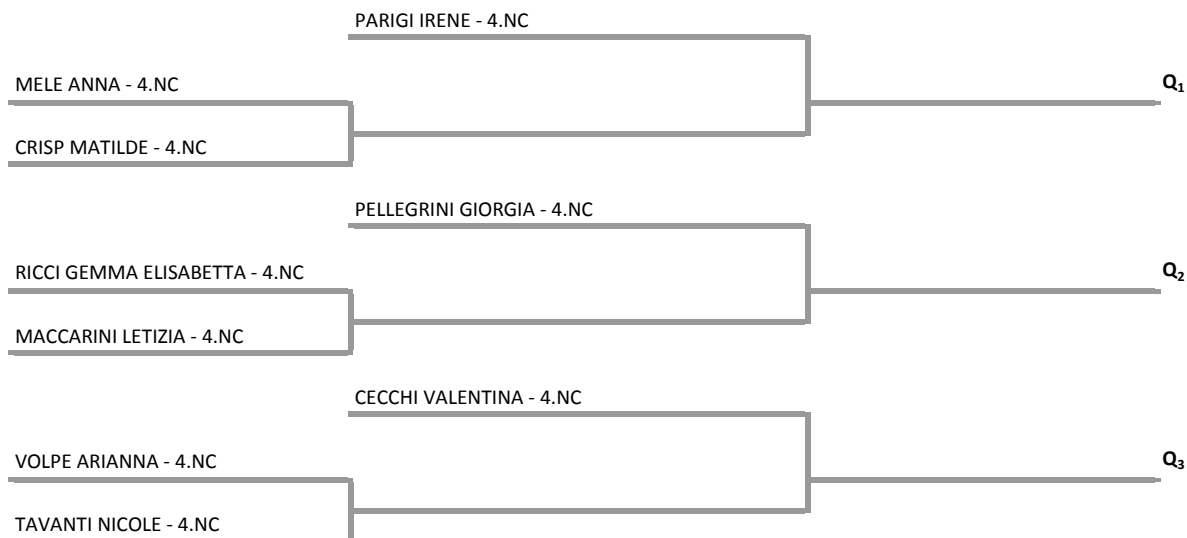 PARIGI IRENE - 4.NC
MELE ANNA - 4.NC
Q₁
CRISP MATILDE - 4.NC
PELLEGRINI GIORGIA - 4.NC
RICCI GEMMA ELISABETTA - 4.NC
Q₂
MACCARINI LETIZIA - 4.NC
CECCHI VALENTINA - 4.NC
VOLPE ARIANNA - 4.NC
Q₃
TAVANTI NICOLE - 4.NC